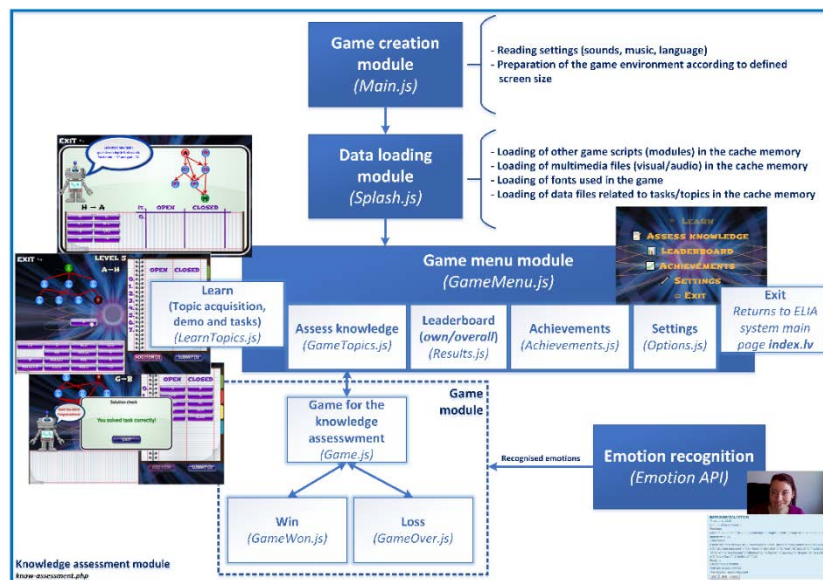 Game creation
module
(Main.js)
- Reading settings (sounds, music, language)
- Preparation of the game environment according to defined
screen size
Data loading
module
(Splash.js)
- Loading of other game scripts (modules) in the cache memory
- Loading of multimedia files (visual/audio) in the cache memory
- Loading of fonts used in the game
- Loading of data files related to tasks/topics in the cache memory
EXIT
H – A
OPEN CLOSED
Game menu module
(GameMenu.js)
LEARN
ASSESS KNOWLEDGE
LEADERBOARD
ACHIEVEMENTS
SETTINGS
EXIT
EXIT
LEVEL 5
A–H
OPEN CLOSED
Learn
(Topic acquisition,
demo and tasks)
(LearnTopics.js)
Assess knowledge
(GameTopics.js)
Leaderboard
(own/overall)
(Results.js)
Achievements
(Achievements.js)
Settings
(Options.js)
Exit
Returns to ELIA
system main
page index.lv
G–B
Solution check
You solved task correctly!
EXIT
Game
module
Game for the
knowledge
assesswment
(Game.js)
Win
(GameWon.js)
Loss
(GameOver.js)
Recognised emotions
Emotion recognition
(Emotion API)
Knowledge assessment module
know-assessment.php